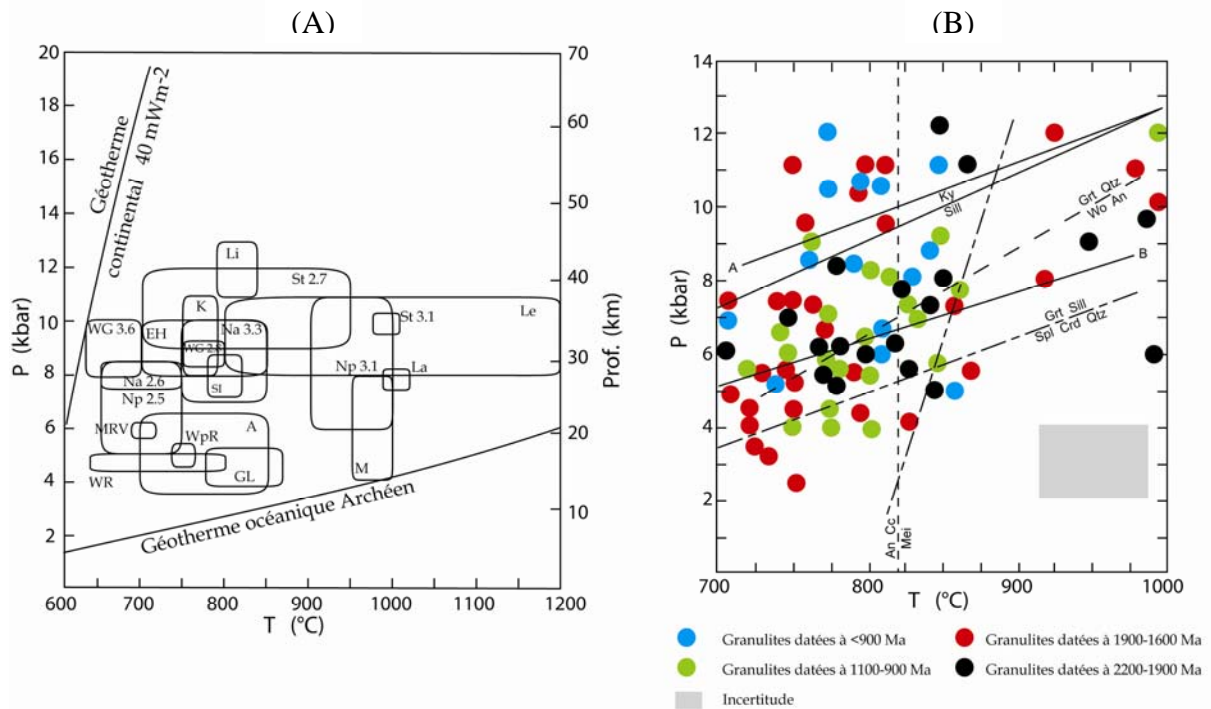 (A)
(B)
20
18
16
14
12
10
8
6
4
2
0
P (kbar)
600
700
800
900
1000
1100
1200
T (°C)
70
60
50
40
30
20
10
Prof. (km)
Géotherme
continental 40 mWm-2
Géotherme océanique Archéen
Li
St 2.7
K
Le
WG 3.6
EH
Na 3.3
St 3.1
WG 2.8
Np 3.1
La
SI
Na 2.6
Np 2.5
MRV
WpR
A
WR
GL
M
14
12
10
8
6
4
2
P (kbar)
700
800
900
1000
T (°C)
Ky
Sill
Grt Qtz
Wo An
A
B
Grt Sill
Spl Crd Qtz
An Cc
Mei
Granulites datées à <900 Ma
Granulites datées à 1900-1600 Ma
Granulites datées à 1100-900 Ma
Granulites datées à 2200-1900 Ma
Incertitude